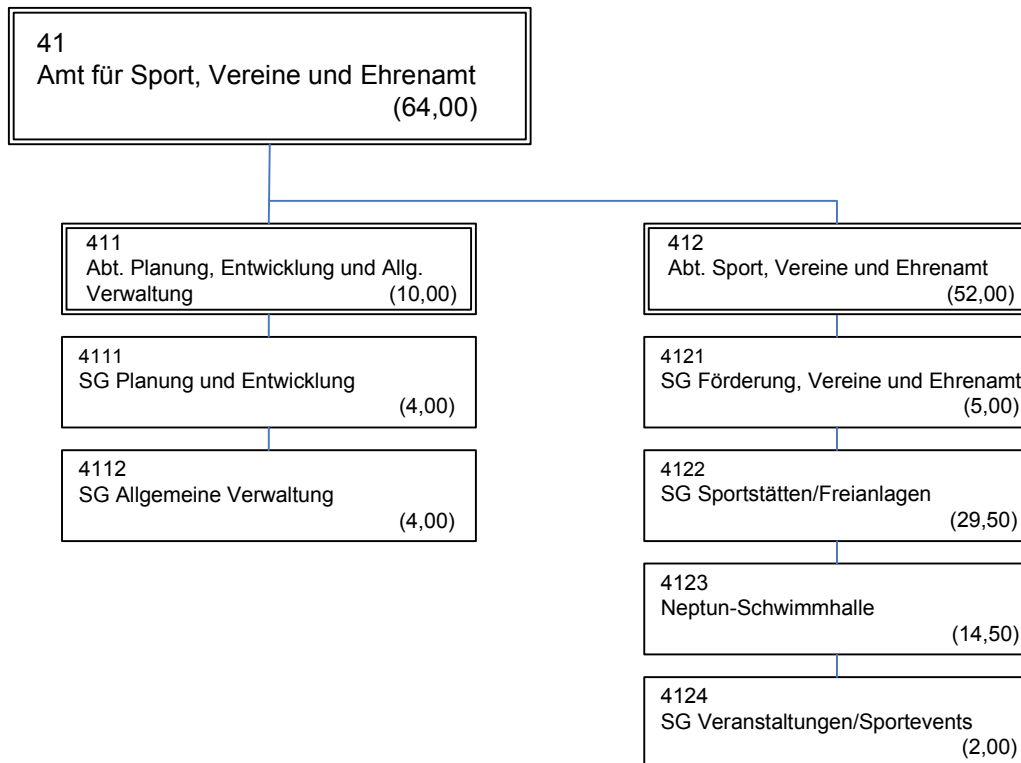 41
Amt für Sport, Vereine und Ehrenamt
(64,00)
411
Abt. Planung, Entwicklung und Allg.
Verwaltung (10,00)
4111
SG Planung und Entwicklung
(4,00)
4112
SG Allgemeine Verwaltung
(4,00)
412
Abt. Sport, Vereine und Ehrenamt
(52,00)
4121
SG Förderung, Vereine und Ehrenamt
(5,00)
4122
SG Sportstätten/Freianlagen
(29,50)
4123
Neptun-Schwimmhalle
(14,50)
4124
SG Veranstaltungen/Sportevents
(2,00)